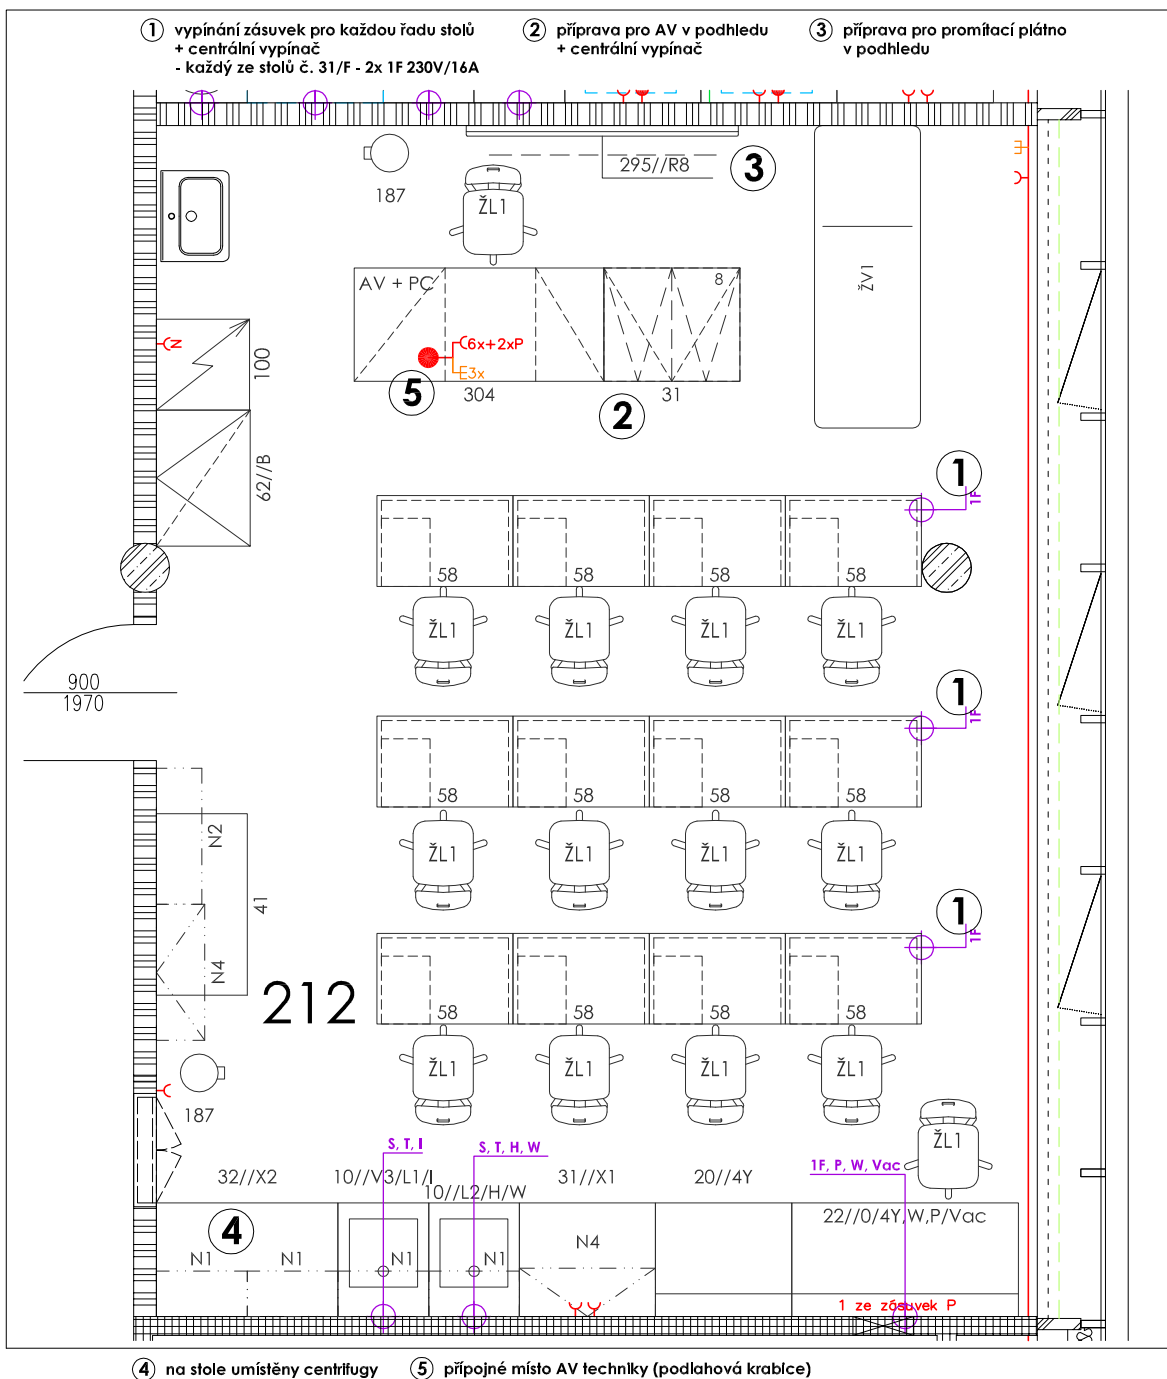 1 vypínání zásuvek pro každou řadu stolů
+ centrální vypínač
- každý ze stolů č. 31/F - 2x 1F 230V/16A
2 příprava pro AV v podhledu
+ centrální vypínač
3 příprava pro promítací plátno
v podhledu
295//R8
3
187
ŽL1
ŽV1
AV + PC
8
6x+2xP
3x
N
100
5
304
2
31
62//B
1
1F
58 58 58 58
ŽL1 ŽL1 ŽL1 ŽL1
900
1970
1
1F
58 58 58 58
ŽL1 ŽL1 ŽL1 ŽL1
N2
41
N4
1
1F
212
58 58 58 58
ŽL1 ŽL1 ŽL1 ŽL1
187
ŽL1
S, T, I
S, T, H, W
1F, P, W, Vac
32//X2
10//V3/L1/I
10//L2/H/W
31//X1
20//4Y
22//0/4Y,W,P/Vac
4
N1 N1 N1 N1
N4
1 ze zásuvek P
4 na stole umístěny centrifugy
5 přípojné místo AV techniky (podlahová krabice)